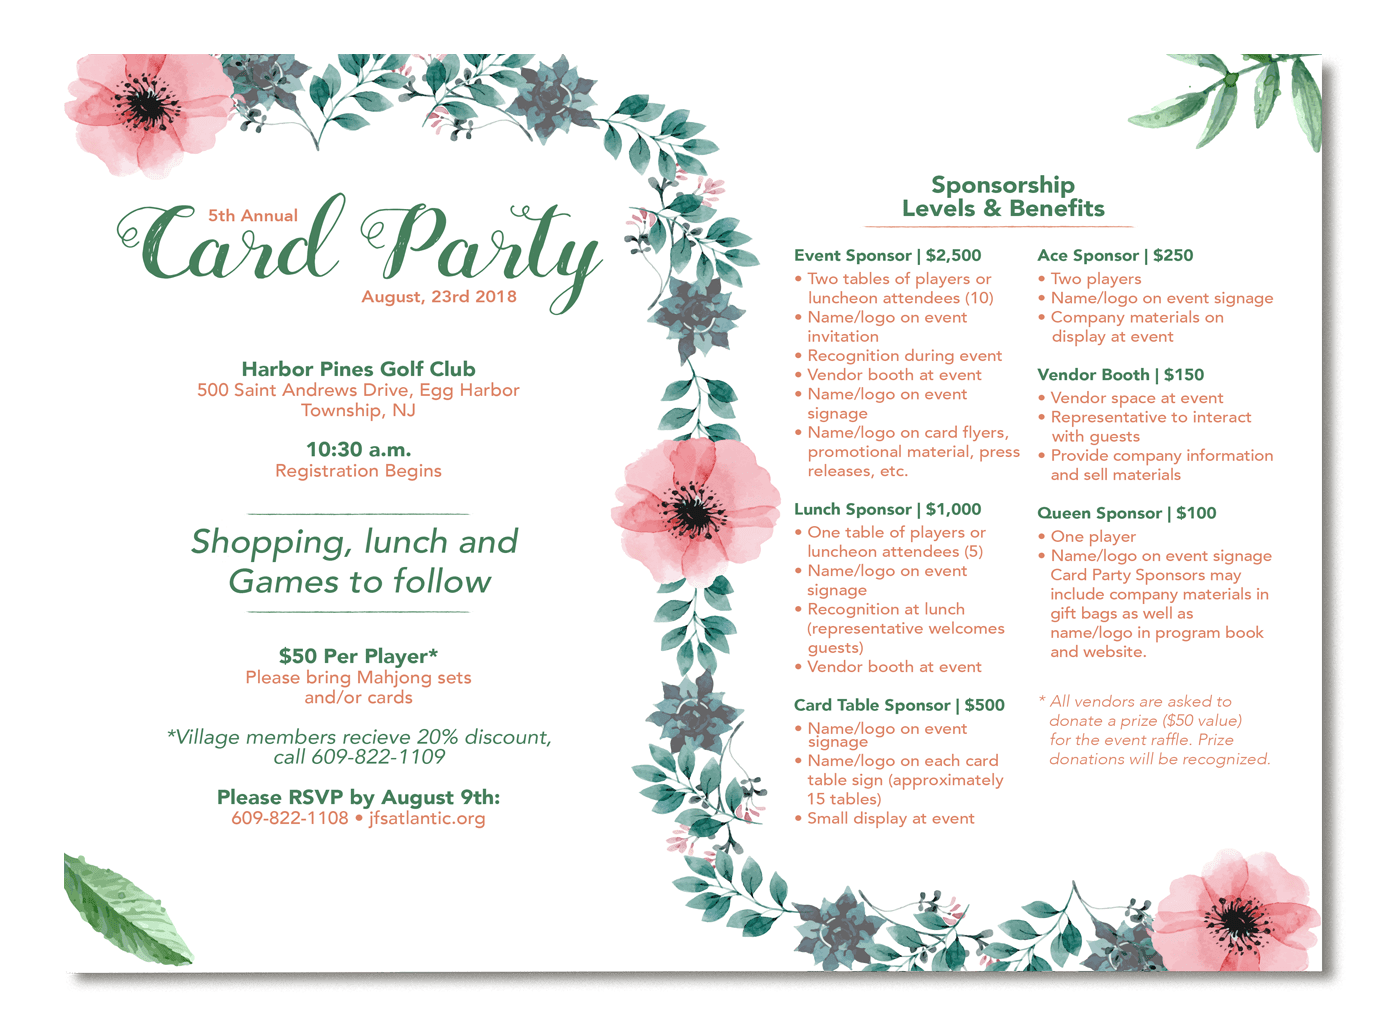 5th Annual
Card Party
August, 23rd 2018
Harbor Pines Golf Club
500 Saint Andrews Drive, Egg Harbor
Township, NJ
10:30 a.m.
Registration Begins
Shopping, lunch and
Games to follow
$50 Per Player*
Please bring Mahjong sets
and/or cards
*Village members recieve 20% discount,
call 609-822-1109
Please RSVP by August 9th:
609-822-1108 • jfsatlantic.org
Sponsorship
Levels & Benefits
Event Sponsor | $2,500
• Two tables of players or
luncheon attendees (10)
• Name/logo on event
invitation
• Recognition during event
• Vendor booth at event
• Name/logo on event
signage
• Name/logo on card flyers,
promotional material, press
releases, etc.
Lunch Sponsor | $1,000
• One table of players or
luncheon attendees (5)
• Name/logo on event
signage
• Recognition at lunch
(representative welcomes
guests)
• Vendor booth at event
Card Table Sponsor | $500
• Name/logo on event
signage
• Name/logo on each card
table sign (approximately
15 tables)
• Small display at event
Ace Sponsor | $250
• Two players
• Name/logo on event signage
• Company materials on
display at event
Vendor Booth | $150
• Vendor space at event
• Representative to interact
with guests
• Provide company information
and sell materials
Queen Sponsor | $100
• One player
• Name/logo on event signage
Card Party Sponsors may
include company materials in
gift bags as well as
name/logo in program book
and website.
* All vendors are asked to
donate a prize ($50 value)
for the event raffle. Prize
donations will be recognized.